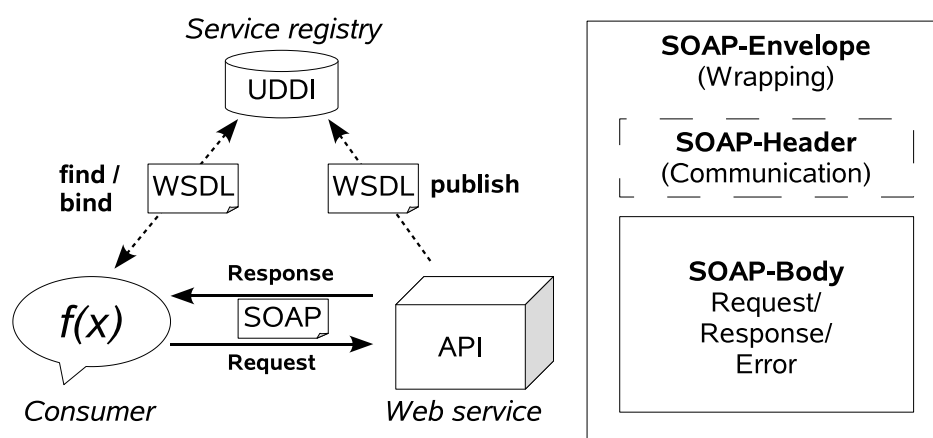 Service registry
UDDI
find /
bind
WSDL
WSDL
publish
Response
SOAP
Request
f(x)
API
Consumer
Web service
SOAP-Envelope
(Wrapping)
SOAP-Header
(Communication)
SOAP-Body
Request/
Response/
Error